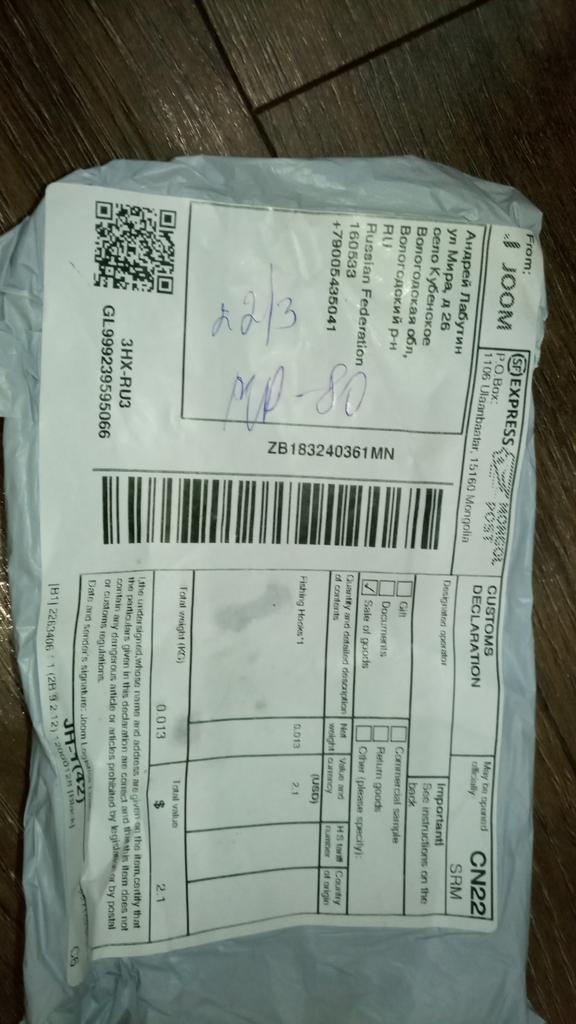 From:
JOOM
SF EXPRESS
MONGOL POST
P.O.Box:
1106 Ulaanbaatar, 15160 Mongolia
Андрей Лабутин
ул Мира, д 26
село Кубенское
Вологодская обл,
Вологодский р-н
RU
Russian Federation
160533
+79005435041
22/3
МР-80
3HX-RU3
GL999239595066
ZB183240361MN
CUSTOMS
DECLARATION
May be opened
officially
CN22
SRM
Designated operator
Important!
See instructions on the
back
Gift
Documents
✓ Sale of goods
Commercial sample
Return goods
Other (please specify):
Quantity and detailed description
of contents
Net
weight
Value and
currency
(USD)
HS tariff
number
Country
of origin
Fishing Hooks*1
0.013
2.1
Total weight (KG)
0.013
Total value
$
2.1
I,the undersigned,whose name and address are given on the item,certify that
the particulars given in this declaration are correct and that this item does not
contain any dangerous article or articles prohibited by legislation or by postal
or customs regulations.
Date and sender's signature: Joom
JH-1(42)